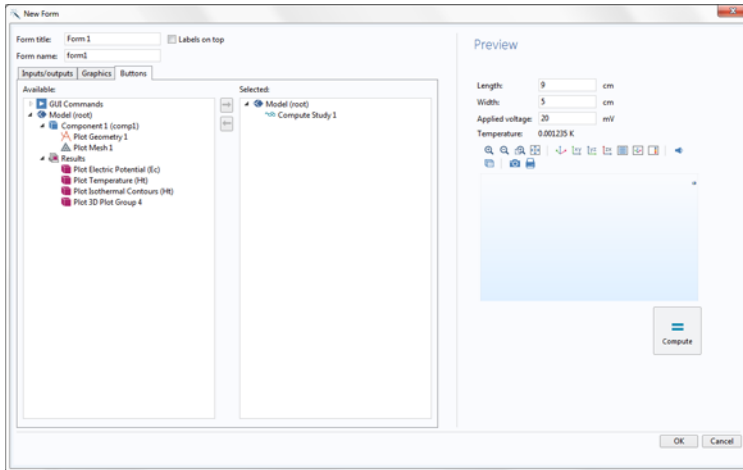 New Form
Form title: Form 1
Labels on top
Form name: form1
Inputs/outputs Graphics Buttons
Available:
GUI Commands
Model (root)
Component 1 (comp1)
Plot Geometry 1
Plot Mesh 1
Results
Plot Electric Potential (Ec)
Plot Temperature (Ht)
Plot Isothermal Contours (Ht)
Plot 3D Plot Group 4
Selected:
Model (root)
Compute Study 1
Preview
Length: 9 cm
Width: 5 cm
Applied voltage: 20 mV
Temperature: 0.001235 K
Compute
OK Cancel